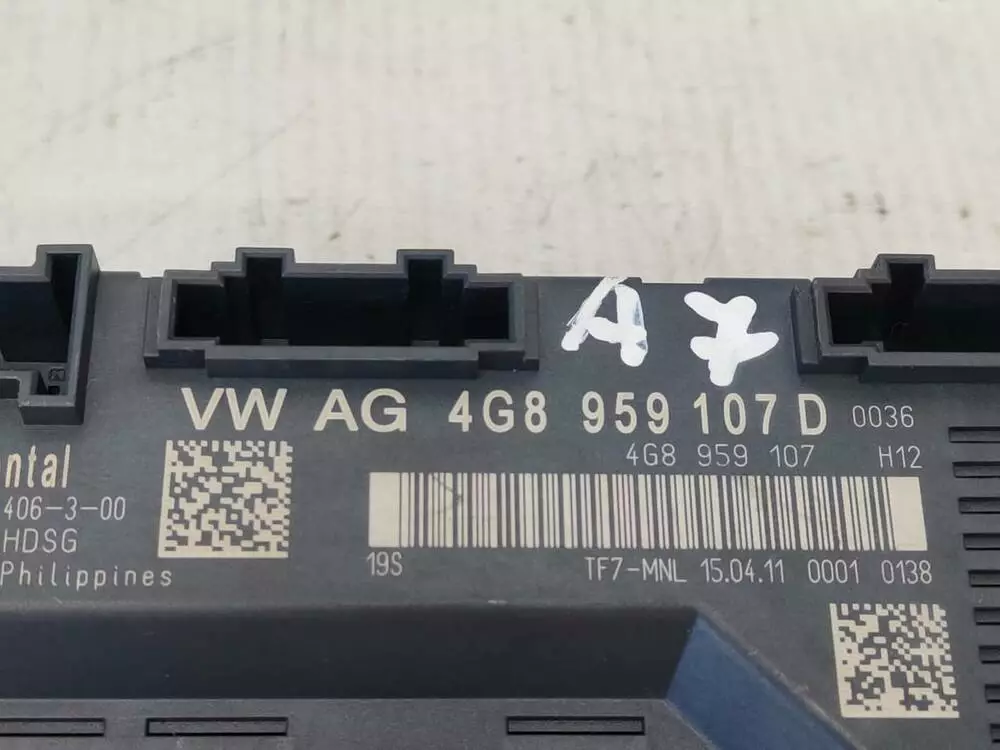 A7
VW AG 4G8 959 107 D 0036
4G8 959 107 H12
ntal
406-3-00
HDSG
Philippines
19S TF7-MNL 15.04.11 0001 0138